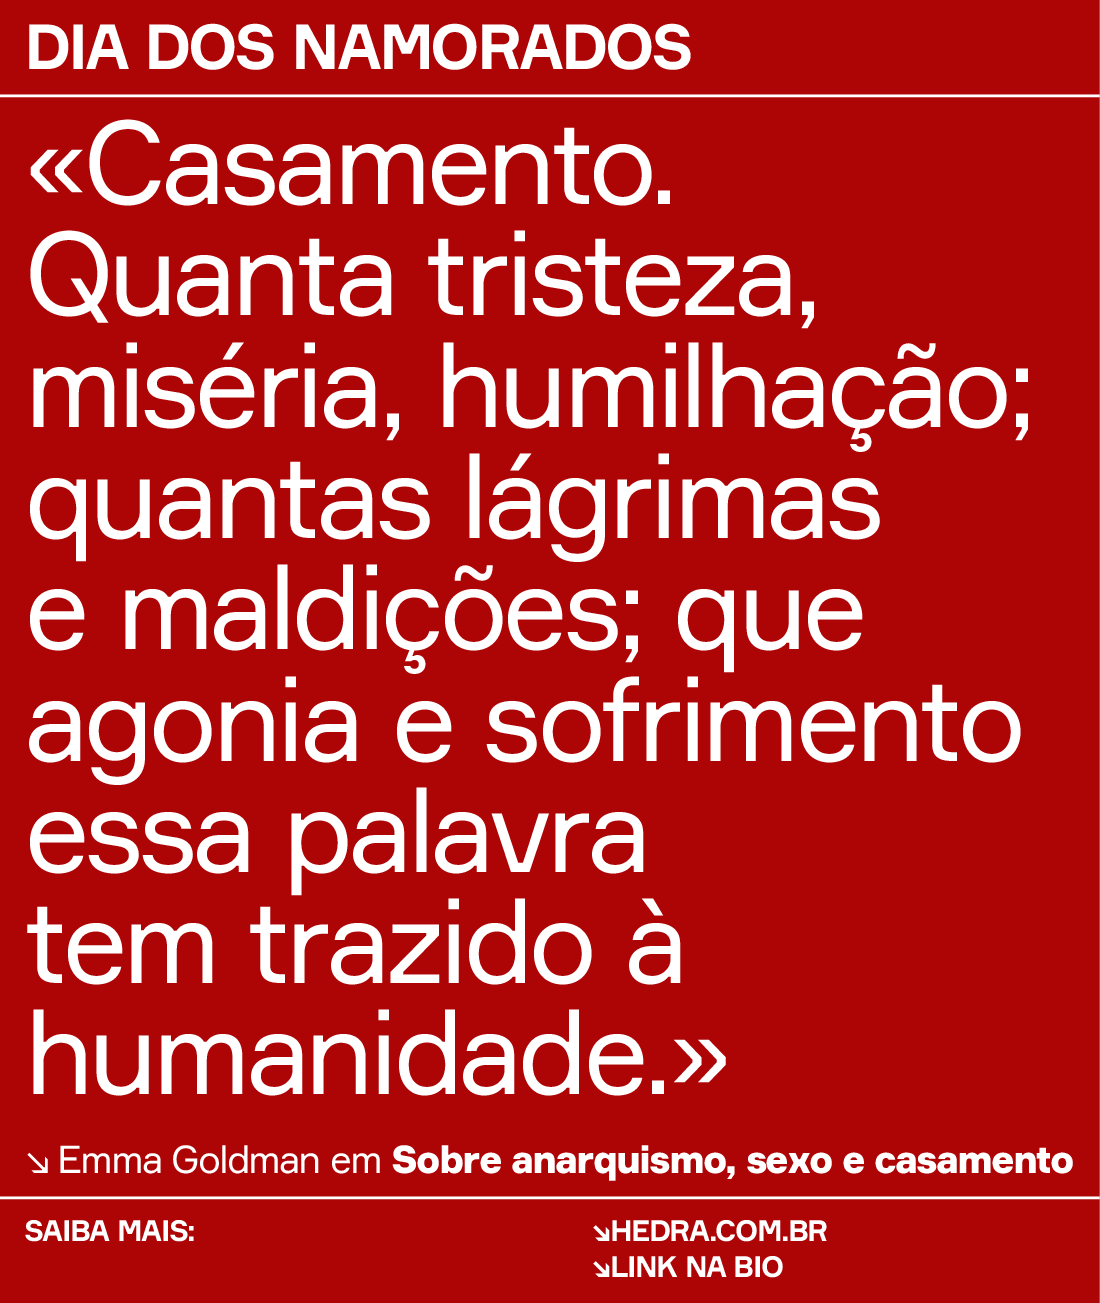 DIA DOS NAMORADOS
«Casamento.
Quanta tristeza,
miséria, humilhação;
quantas lágrimas
e maldições; que
agonia e sofrimento
essa palavra
tem trazido à
humanidade.»
↘ Emma Goldman em Sobre anarquismo, sexo e casamento
SAIBA MAIS:
↘HEDRA.COM.BR
↘LINK NA BIO